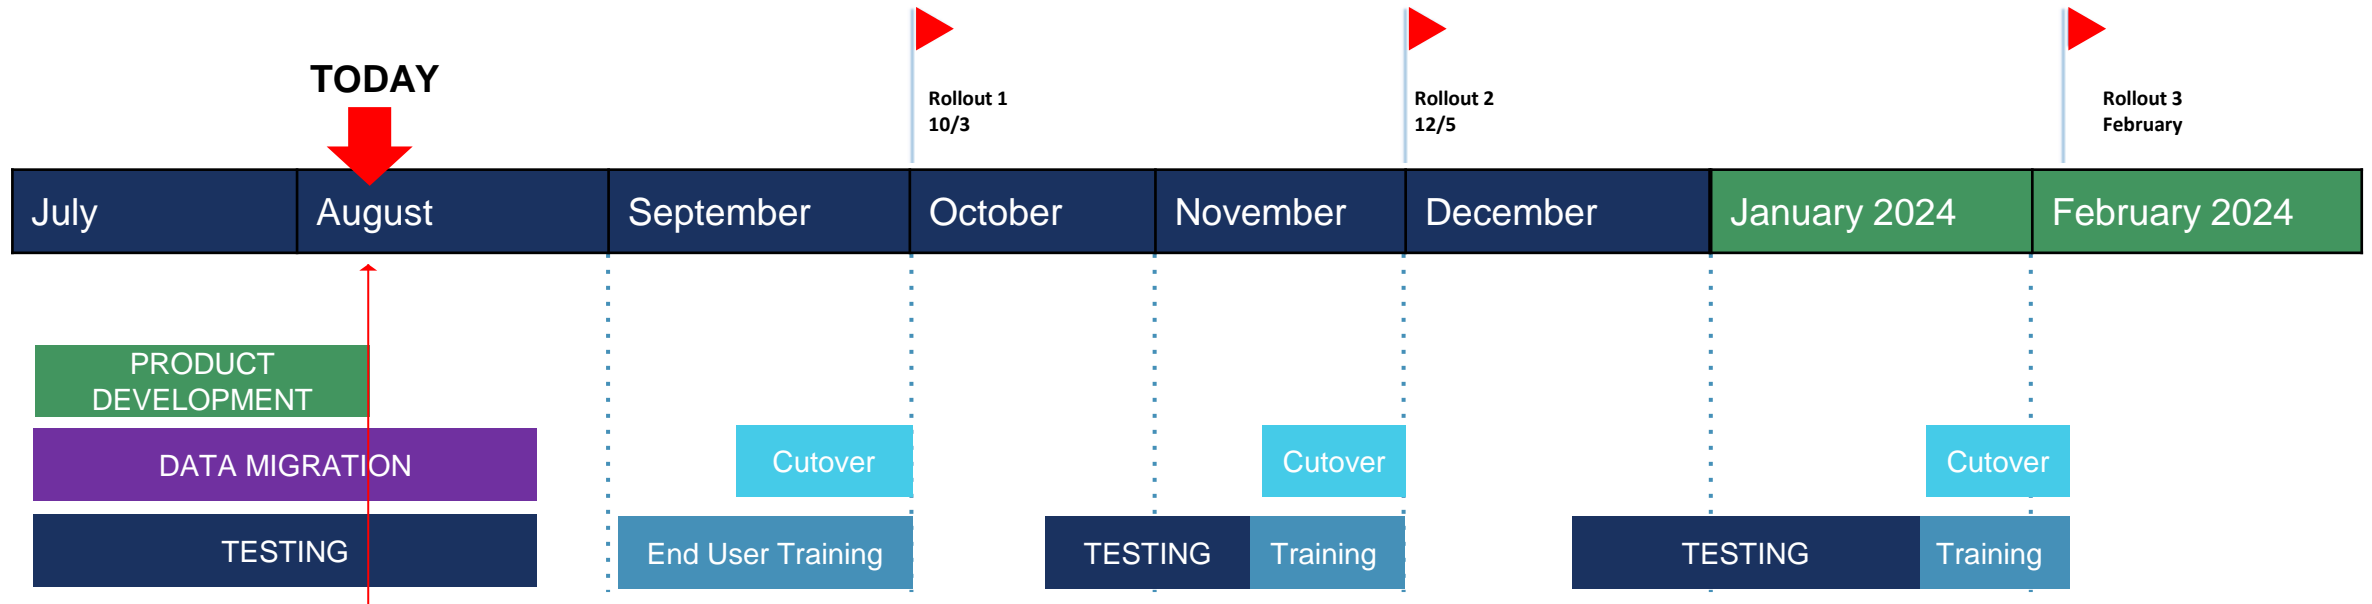 TODAY
Rollout 1
10/3
Rollout 2
12/5
Rollout 3
February
July
August
September
October
November
December
January 2024
February 2024
PRODUCT
DEVELOPMENT
DATA MIGRATION
Cutover
Cutover
Cutover
TESTING
End User Training
TESTING
Training
TESTING
Training